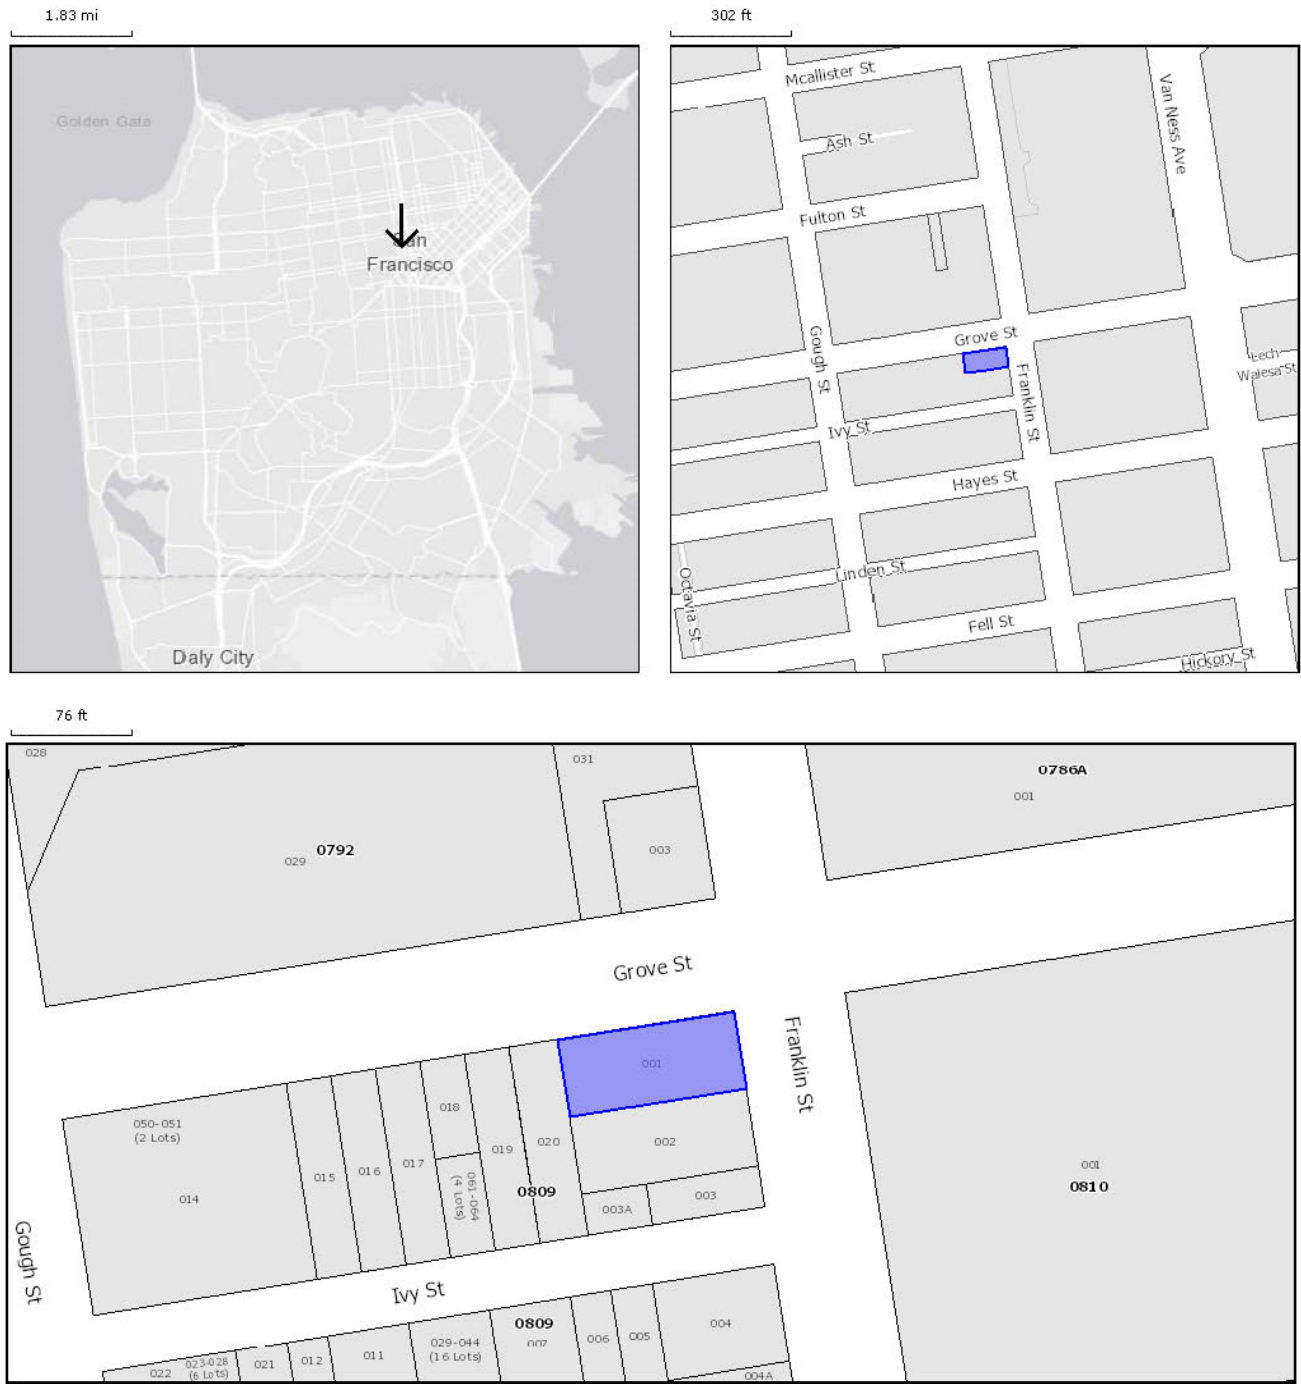 1.83 mi
Golden Gate
San
Francisco
Daly City
302 ft
Mcallister St
Ash St
Van Ness Ave
Fulton St
Gough St
Grove St
Franklin St
Lech
Walesa St
Ivy St
Hayes St
Octavia St
Linden St
Fell St
Hickory St
76 ft
028
031
0786A
001
029
0792
003
Grove St
Franklin St
001
050-051
(2 Lots)
018
014
015
016
017
061-064
(4 Lots)
019
020
002
0809
003A
003
001
0810
Gough St
Ivy St
022
023-028
(6 Lots)
021
012
011
029-044
(16 Lots)
0809
007
006
005
004
004A